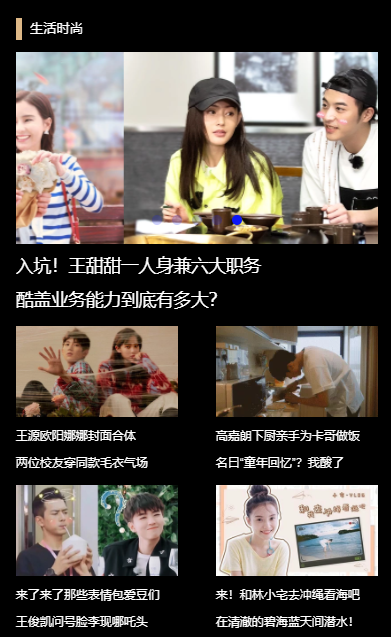 生活时尚
入坑！王甜甜一人身兼六大职务
酷盖业务能力到底有多大？
王源欧阳娜娜封面合体
两位校友穿同款毛衣气场
高嘉朗下厨亲手为卡哥做饭
名日“童年回忆”？我酸了
小宅·VLOG
来了来了那些表情包爱豆们
王俊凯问号脸李现哪吒头
来！和林小宅去冲绳看海吧
在清澈的碧海蓝天间潜水！